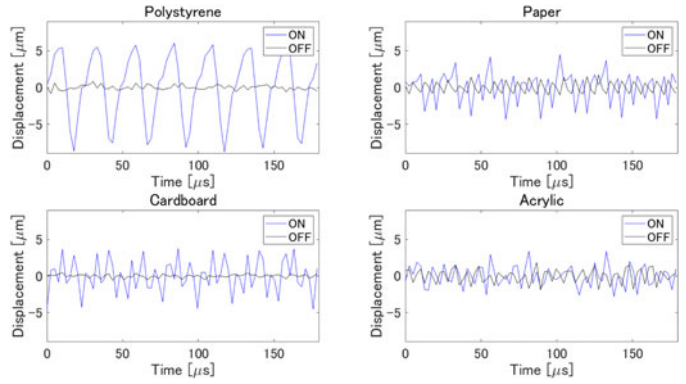 Polystyrene
Displacement [μm]
5
0
-5
ON
OFF
0 50 100 150
Time [μs]
Paper
Displacement [μm]
5
0
-5
ON
OFF
0 50 100 150
Time [μs]
Cardboard
Displacement [μm]
5
0
-5
ON
OFF
0 50 100 150
Time [μs]
Acrylic
Displacement [μm]
5
0
-5
ON
OFF
0 50 100 150
Time [μs]